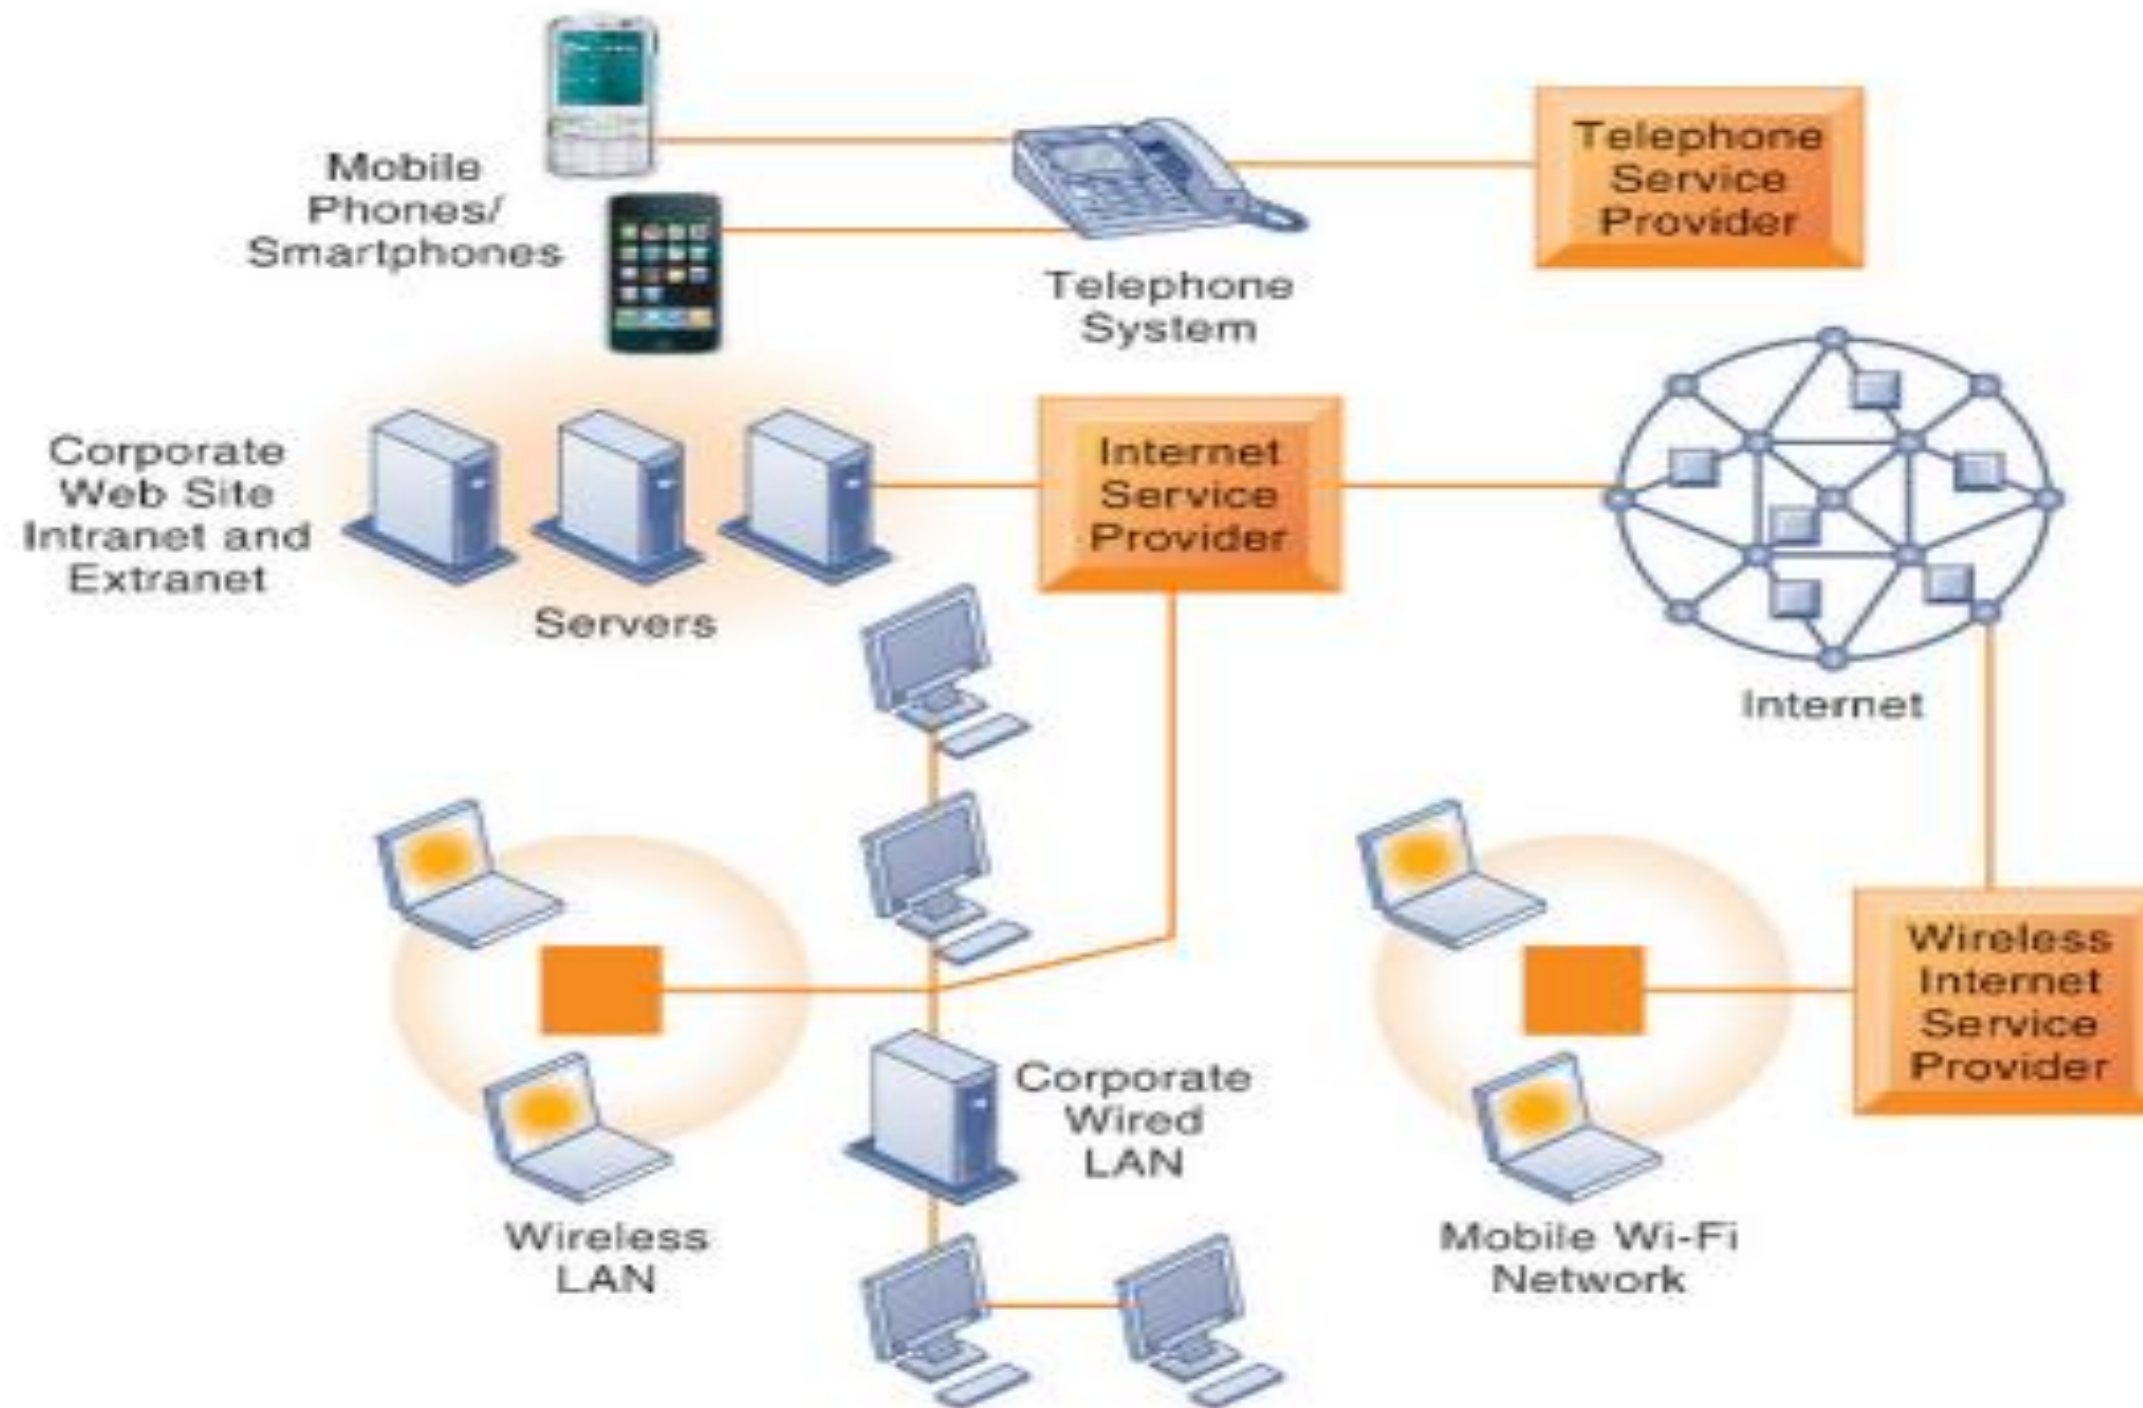 Mobile
Phones/
Smartphones
Telephone
System
Telephone
Service
Provider
Corporate
Web Site
Intranet and
Extranet
Servers
Internet
Service
Provider
Internet
Wireless
LAN
Corporate
Wired
LAN
Mobile Wi-Fi
Network
Wireless
Internet
Service
Provider